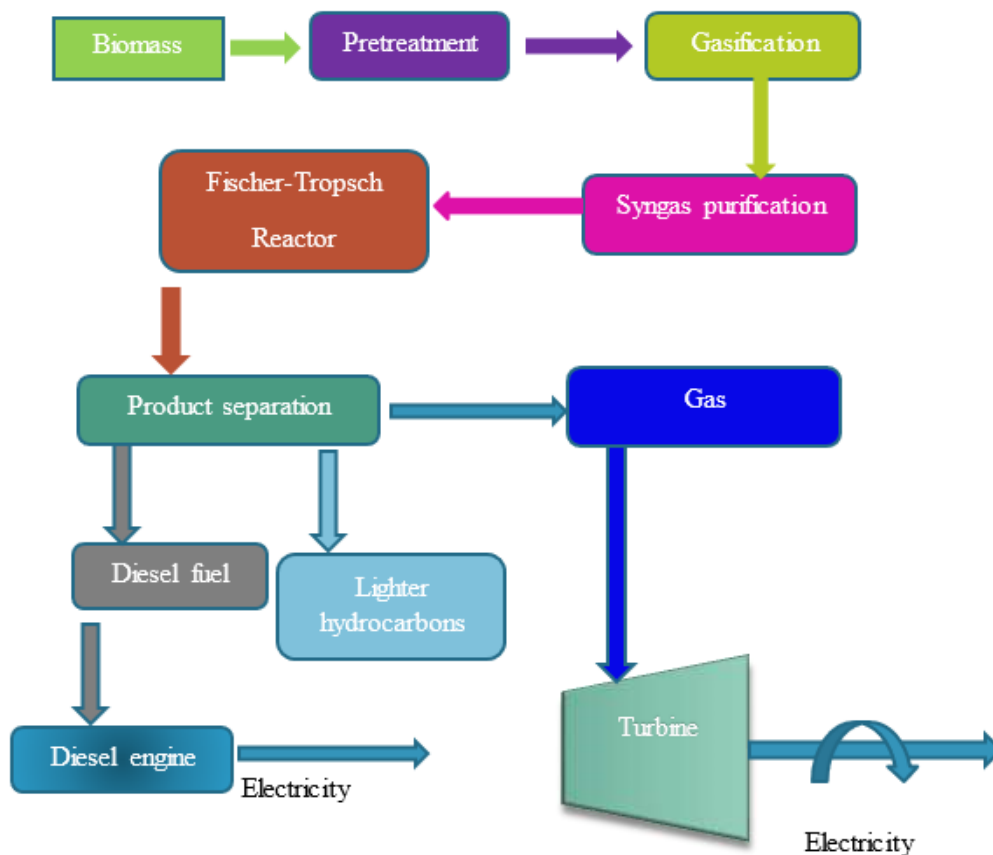 Biomass
Pretreatment
Gasification
Fischer-Tropsch
Reactor
Syngas purification
Product separation
Gas
Diesel fuel
Lighter
hydrocarbons
Turbine
Diesel engine
Electricity
Electricity